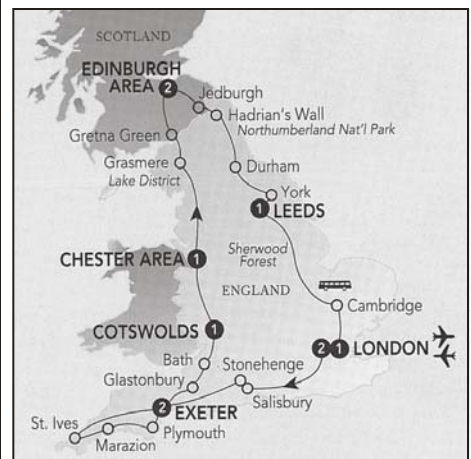 SCOTLAND
EDINBURGH
AREA 2
Jedburgh
Hadrian's Wall
Northumberland Nat'l Park
Gretna Green
Grasmere
Lake District
Durham
York
1 LEEDS
Sherwood
Forest
CHESTER AREA 1
ENGLAND
Cambridge
COTSWOLDS 1
2 1 LONDON
Bath
Stonehenge
Glastonbury
Salisbury
2 EXETER
St. Ives
Plymouth
Marazion